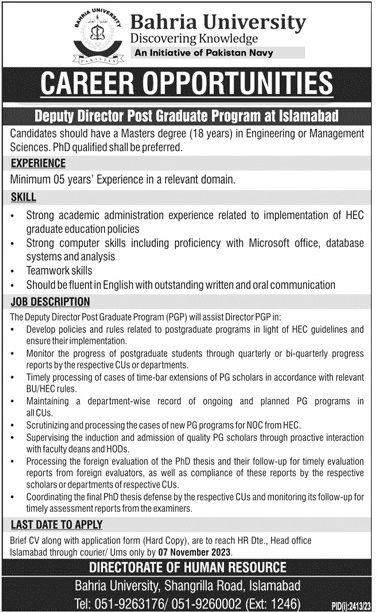 BAHRIA UNIVERSITY
PAKISTAN
Bahria University
Discovering Knowledge
An Initiative of Pakistan Navy
CAREER OPPORTUNITIES
Deputy Director Post Graduate Program at Islamabad
Candidates should have a Masters degree (18 years) in Engineering or Management
Sciences. PhD qualified shall be preferred.
EXPERIENCE
Minimum 05 years' Experience in a relevant domain.
SKILL
• Strong academic administration experience related to implementation of HEC
graduate education policies
• Strong computer skills including proficiency with Microsoft office, database
systems and analysis
• Teamwork skills
• Should be fluent in English with outstanding written and oral communication
JOB DESCRIPTION
The Deputy Director Post Graduate Program (PGP) will assist Director PGP in:
• Develop policies and rules related to postgraduate programs in light of HEC guidelines and
ensure their implementation.
• Monitor the progress of postgraduate students through quarterly or bi-quarterly progress
reports by the respective CUs or departments.
• Timely processing of cases of time-bar extensions of PG scholars in accordance with relevant
BU/HEC rules.
• Maintaining a department-wise record of ongoing and planned PG programs in
all CUs.
• Scrutinizing and processing the cases of new PG programs for NOC from HEC.
• Supervising the induction and admission of quality PG scholars through proactive interaction
with faculty deans and HODs.
• Processing the foreign evaluation of the PhD thesis and their follow-up for timely evaluation
reports from foreign evaluators, as well as compliance of these reports by the respective
scholars or departments of respective CUs.
• Coordinating the final PhD thesis defense by the respective CUs and monitoring its follow-up for
timely assessment reports from the examiners.
LAST DATE TO APPLY
Brief CV along with application form (Hard Copy), are to reach HR Dte., Head office
Islamabad through courier/ Ums only by 07 November 2023.
DIRECTORATE OF HUMAN RESOURCE
Bahria University, Shangrilla Road, Islamabad
Tel: 051-9263176/ 051-9260002 (Ext: 1246)
PID(i):2413/23